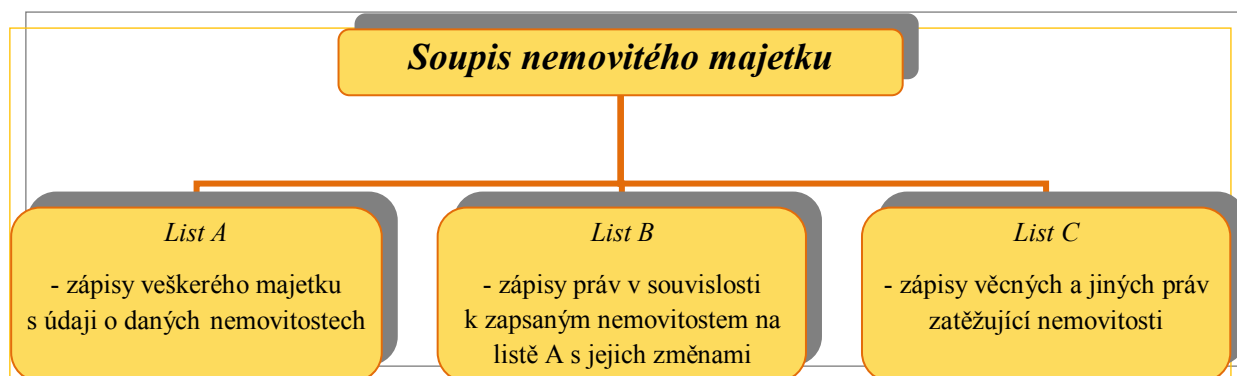 Soupis nemovitého majetku
List A
- zápisy veškerého majetku
s údaji o daných nemovitostech
List B
- zápisy práv v souvislosti
k zapsaným nemovitostem na
listě A s jejich změnami
List C
- zápisy věcných a jiných práv
zatěžující nemovitosti